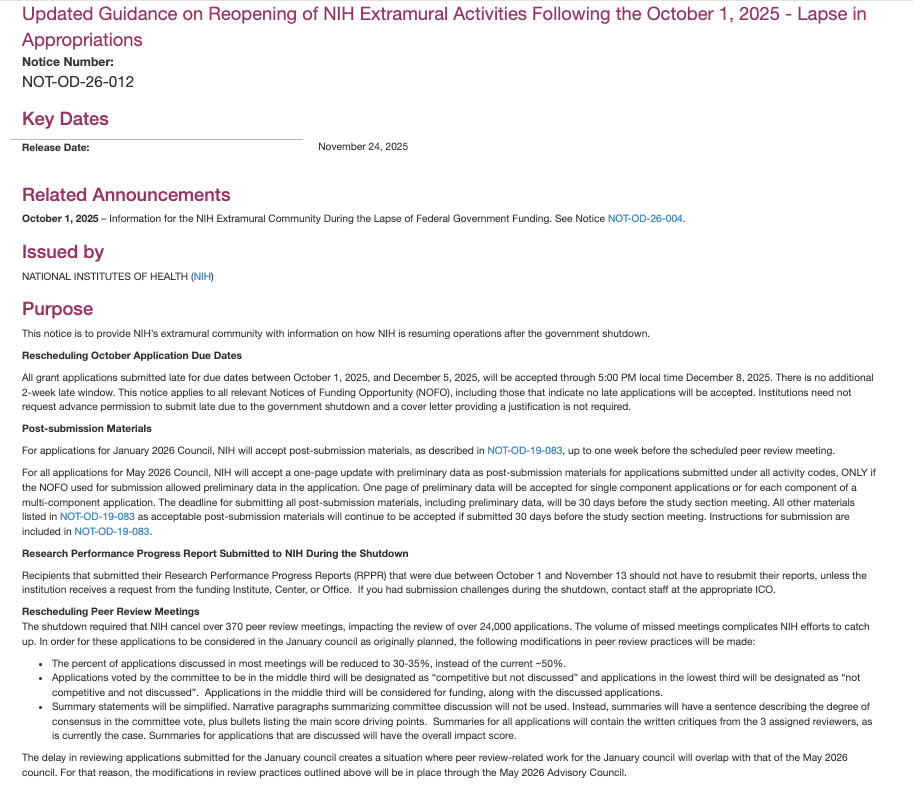 Updated Guidance on Reopening of NIH Extramural Activities Following the October 1, 2025 - Lapse in
Appropriations
Notice Number:
NOT-OD-26-012
Key Dates
Release Date: November 24, 2025
Related Announcements
October 1, 2025 – Information for the NIH Extramural Community During the Lapse of Federal Government Funding. See Notice NOT-OD-26-004.
Issued by
NATIONAL INSTITUTES OF HEALTH (NIH)
Purpose
This notice is to provide NIH's extramural community with information on how NIH is resuming operations after the government shutdown.
Rescheduling October Application Due Dates
All grant applications submitted late for due dates between October 1, 2025, and December 5, 2025, will be accepted through 5:00 PM local time December 8, 2025. There is no additional
2-week late window. This notice applies to all relevant Notices of Funding Opportunity (NOFO), including those that indicate no late applications will be accepted. Institutions need not
request advance permission to submit late due to the government shutdown and a cover letter providing a justification is not required.
Post-submission Materials
For applications for January 2026 Council, NIH will accept post-submission materials, as described in NOT-OD-19-083, up to one week before the scheduled peer review meeting.
For all applications for May 2026 Council, NIH will accept a one-page update with preliminary data as post-submission materials for applications submitted under all activity codes, ONLY if
the NOFO used for submission allowed preliminary data in the application. One page of preliminary data will be accepted for single component applications or for each component of a
multi-component application. The deadline for submitting all post-submission materials, including preliminary data, will be 30 days before the study section meeting. All other materials
listed in NOT-OD-19-083 as acceptable post-submission materials will continue to be accepted if submitted 30 days before the study section meeting. Instructions for submission are
included in NOT-OD-19-083.
Research Performance Progress Report Submitted to NIH During the Shutdown
Recipients that submitted their Research Performance Progress Reports (RPPR) that were due between October 1 and November 13 should not have to resubmit their reports, unless the
institution receives a request from the funding Institute, Center, or Office. If you had submission challenges during the shutdown, contact staff at the appropriate ICO.
Rescheduling Peer Review Meetings
The shutdown required that NIH cancel over 370 peer review meetings, impacting the review of over 24,000 applications. The volume of missed meetings complicates NIH efforts to catch
up. In order for these applications to be considered in the January council as originally planned, the following modifications in peer review practices will be made:
• The percent of applications discussed in most meetings will be reduced to 30-35%, instead of the current ~50%.
• Applications voted by the committee to be in the middle third will be designated as "competitive but not discussed" and applications in the lowest third will be designated as "not
competitive and not discussed". Applications in the middle third will be considered for funding, along with the discussed applications.
• Summary statements will be simplified. Narrative paragraphs summarizing committee discussion will not be used. Instead, summaries will have a sentence describing the degree of
consensus in the committee vote, plus bullets listing the main score driving points. Summaries for all applications will contain the written critiques from the 3 assigned reviewers, as
is currently the case. Summaries for applications that are discussed will have the overall impact score.
The delay in reviewing applications submitted for the January council creates a situation where peer review-related work for the January council will overlap with that of the May 2026
council. For that reason, the modifications in review practices outlined above will be in place through the May 2026 Advisory Council.